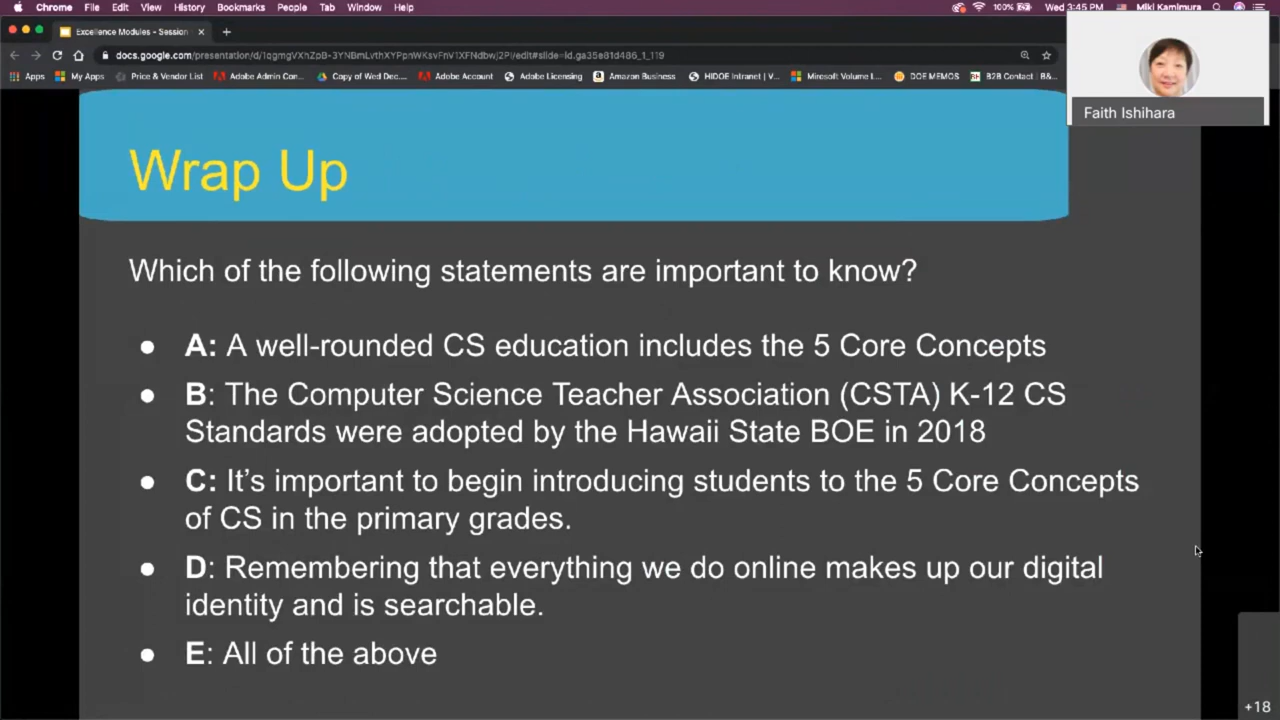 Chrome File Edit View History Bookmarks People Tab Window Help 100% Wed 3:45 PM Miki Kamimura
Excellence Modules - Session
docs.google.com
Apps My Apps Price & Vendor List Adobe Admin Con... Copy of Wed Dec.... Adobe Account Adobe Licensing Amazon Business HIDOE Intranet | V... Mircosoft Volume L... DOE MEMOS B2B Contact | B&...
Faith Ishihara
Wrap Up
Which of the following statements are important to know?
● A: A well-rounded CS education includes the 5 Core Concepts
● B: The Computer Science Teacher Association (CSTA) K-12 CS
Standards were adopted by the Hawaii State BOE in 2018
● C: It’s important to begin introducing students to the 5 Core Concepts
of CS in the primary grades.
● D: Remembering that everything we do online makes up our digital
identity and is searchable.
● E: All of the above
+18